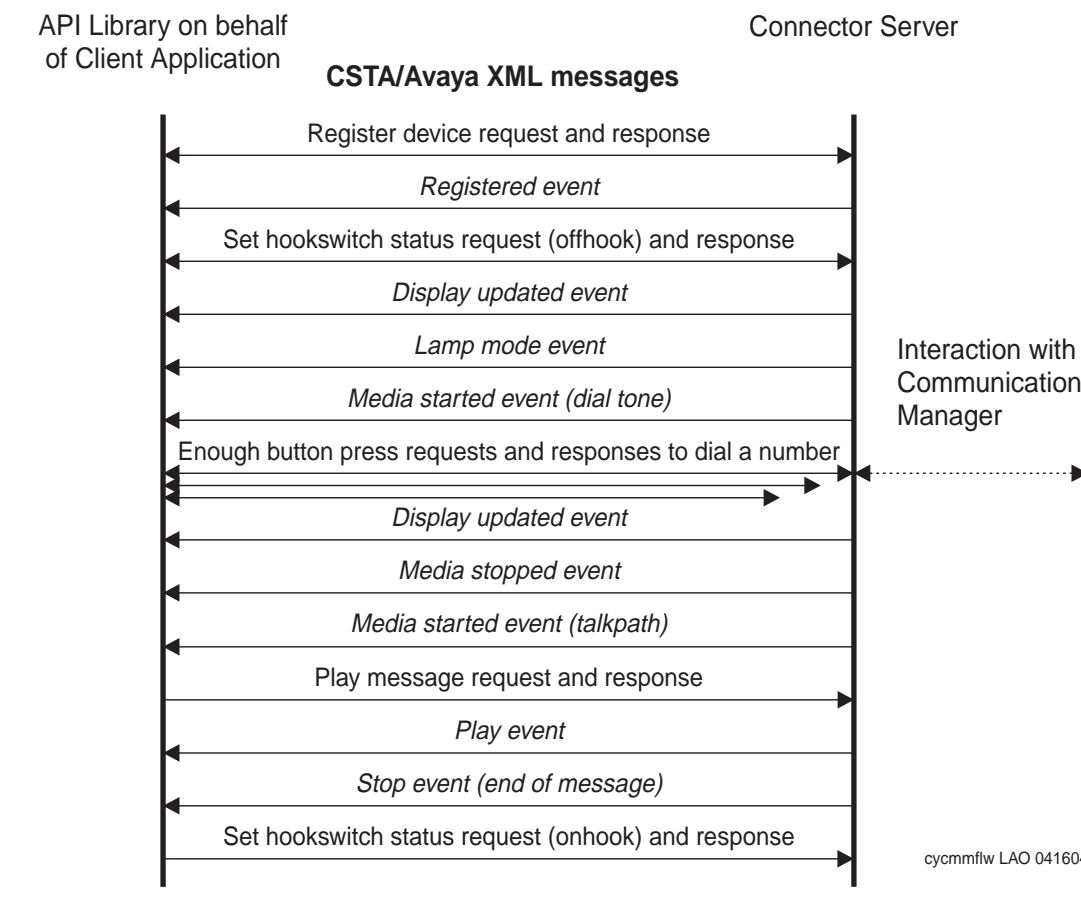 API Library on behalf
of Client Application
Connector Server
CSTA/Avaya XML messages
Register device request and response
Registered event
Set hookswitch status request (offhook) and response
Display updated event
Lamp mode event
Interaction with
Communication
Manager
Media started event (dial tone)
Enough button press requests and responses to dial a number
Display updated event
Media stopped event
Media started event (talkpath)
Play message request and response
Play event
Stop event (end of message)
Set hookswitch status request (onhook) and response
cycmmflw LAO 041604